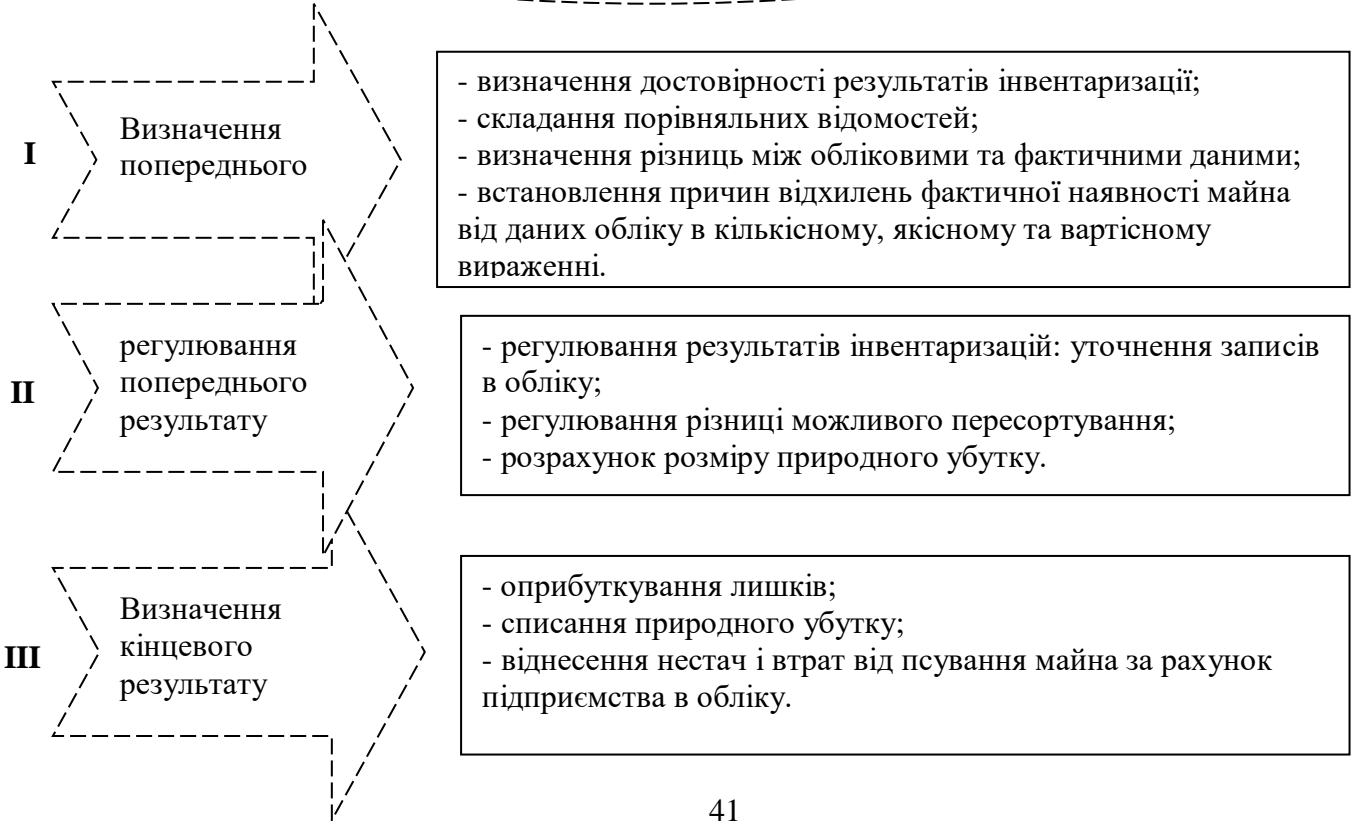 I
Визначення
попереднього
- визначення достовірності результатів інвентаризації;
- складання порівняльних відомостей;
- визначення різниць між обліковими та фактичними даними;
- встановлення причин відхилень фактичної наявності майна
від даних обліку в кількісному, якісному та вартісному
вираженні.
II
регулювання
попереднього
результату
- регулювання результатів інвентаризацій: уточнення записів
в обліку;
- регулювання різниці можливого пересортування;
- розрахунок розміру природного убутку.
III
Визначення
кінцевого
результату
- оприбуткування лишків;
- списання природного убутку;
- віднесення нестач і втрат від псування майна за рахунок
підприємства в обліку.
41